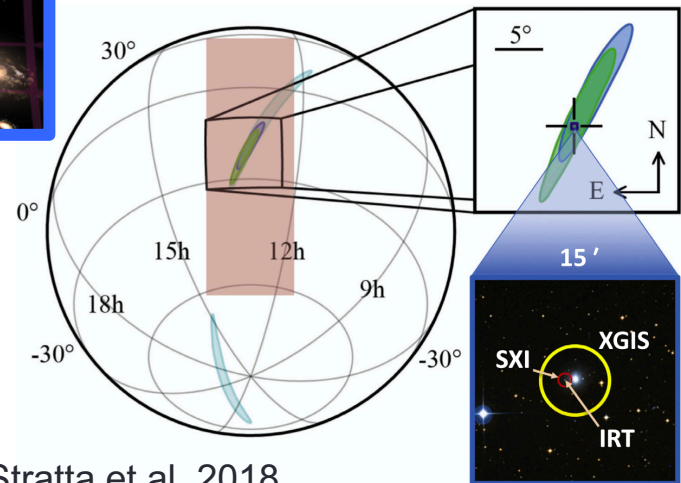 30°
5°
N
E
0°
15h
12h
15 ′
18h
9h
-30°
-30°
XGIS
SXI
IRT
Stratta et al. 2018